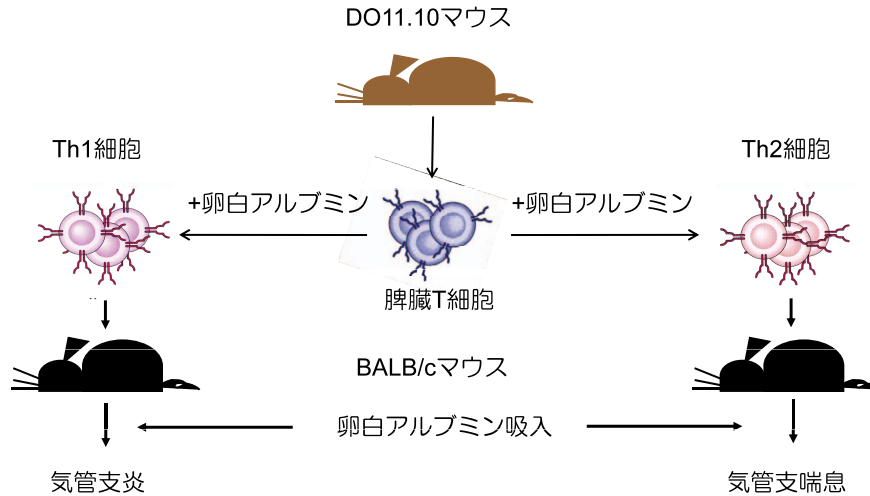 DO11.10マウス
Th1細胞
Th2細胞
+卵白アルブミン
+卵白アルブミン
脾臓T細胞
BALB/cマウス
卵白アルブミン吸入
気管支炎
気管支喘息